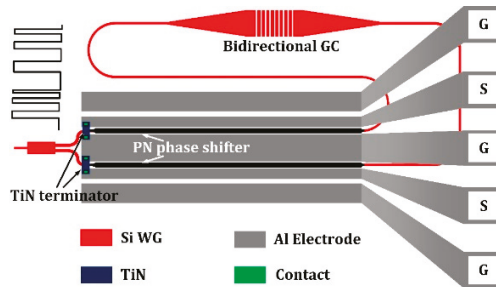 G
Bidirectional GC
S
PN phase shifter
G
TiN terminator
S
Si WG
Al Electrode
TiN
Contact
G